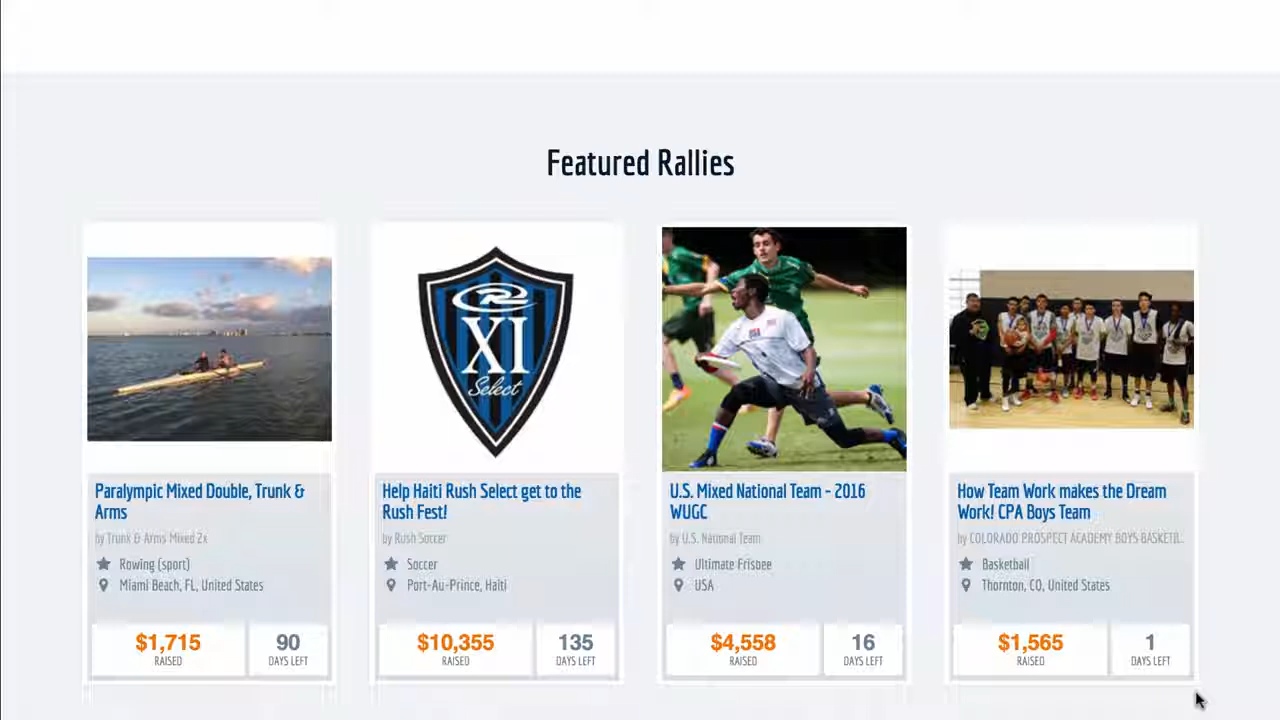 Featured Rallies
XI
Select
Paralympic Mixed Double, Trunk &
Arms
by Trunk & Arms Mixed 2x
Rowing (sport)
Miami Beach, FL, United States
$1,715
RAISED
90
DAYS LEFT
Help Haiti Rush Select get to the
Rush Fest!
by Rush Soccer
Soccer
Port-Au-Prince, Haiti
$10,355
RAISED
135
DAYS LEFT
U.S. Mixed National Team - 2016
WUGC
by U.S. National Team
Ultimate Frisbee
USA
$4,558
RAISED
16
DAYS LEFT
How Team Work makes the Dream
Work! CPA Boys Team
by COLORADO PROSPECT ACADEMY BOYS BASKETB...
Basketball
Thornton, CO, United States
$1,565
RAISED
1
DAYS LEFT